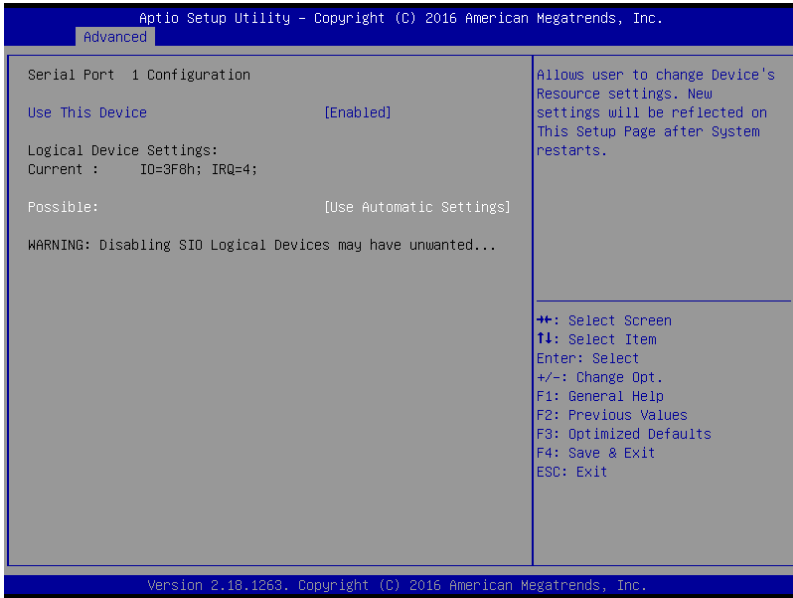 Aptio Setup Utility – Copyright (C) 2016 American Megatrends, Inc.
Advanced
Serial Port 1 Configuration
Use This Device [Enabled]
Logical Device Settings:
Current : IO=3F8h; IRQ=4;
Possible: [Use Automatic Settings]
WARNING: Disabling SIO Logical Devices may have unwanted...
Allows user to change Device's
Resource settings. New
settings will be reflected on
This Setup Page after System
restarts.
→←: Select Screen
↑↓: Select Item
Enter: Select
+/-: Change Opt.
F1: General Help
F2: Previous Values
F3: Optimized Defaults
F4: Save & Exit
ESC: Exit
Version 2.18.1263. Copyright (C) 2016 American Megatrends, Inc.